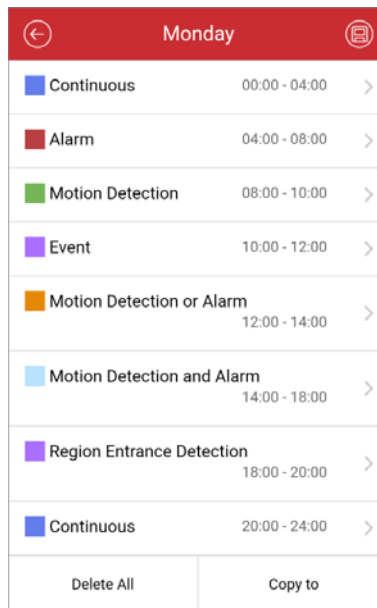 Monday
Continuous 00:00 - 04:00
Alarm 04:00 - 08:00
Motion Detection 08:00 - 10:00
Event 10:00 - 12:00
Motion Detection or Alarm
12:00 - 14:00
Motion Detection and Alarm
14:00 - 18:00
Region Entrance Detection
18:00 - 20:00
Continuous 20:00 - 24:00
Delete All Copy to